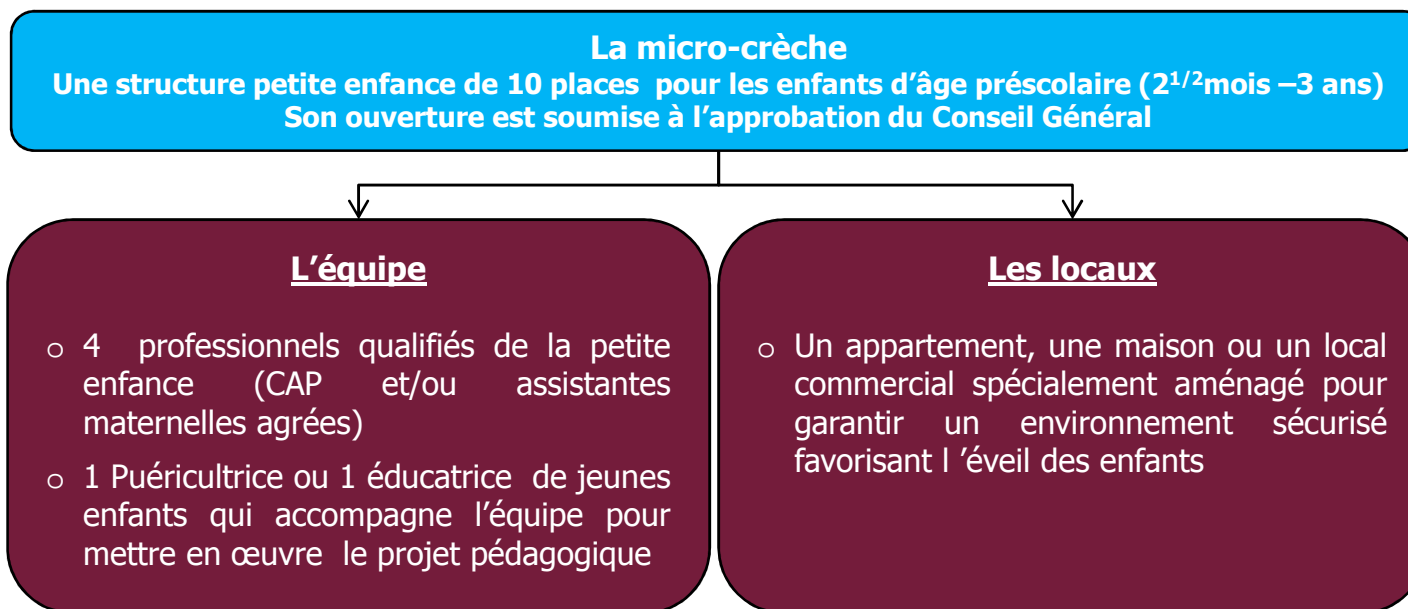 La micro-crèche
Une structure petite enfance de 10 places pour les enfants d’âge préscolaire (21/2mois –3 ans)
Son ouverture est soumise à l’approbation du Conseil Général
L’équipe
o 4 professionnels qualifiés de la petite
enfance (CAP et/ou assistantes
maternelles agrées)
o 1 Puéricultrice ou 1 éducatrice de jeunes
enfants qui accompagne l’équipe pour
mettre en œuvre le projet pédagogique
Les locaux
o Un appartement, une maison ou un local
commercial spécialement aménagé pour
garantir un environnement sécurisé
favorisant l ’éveil des enfants